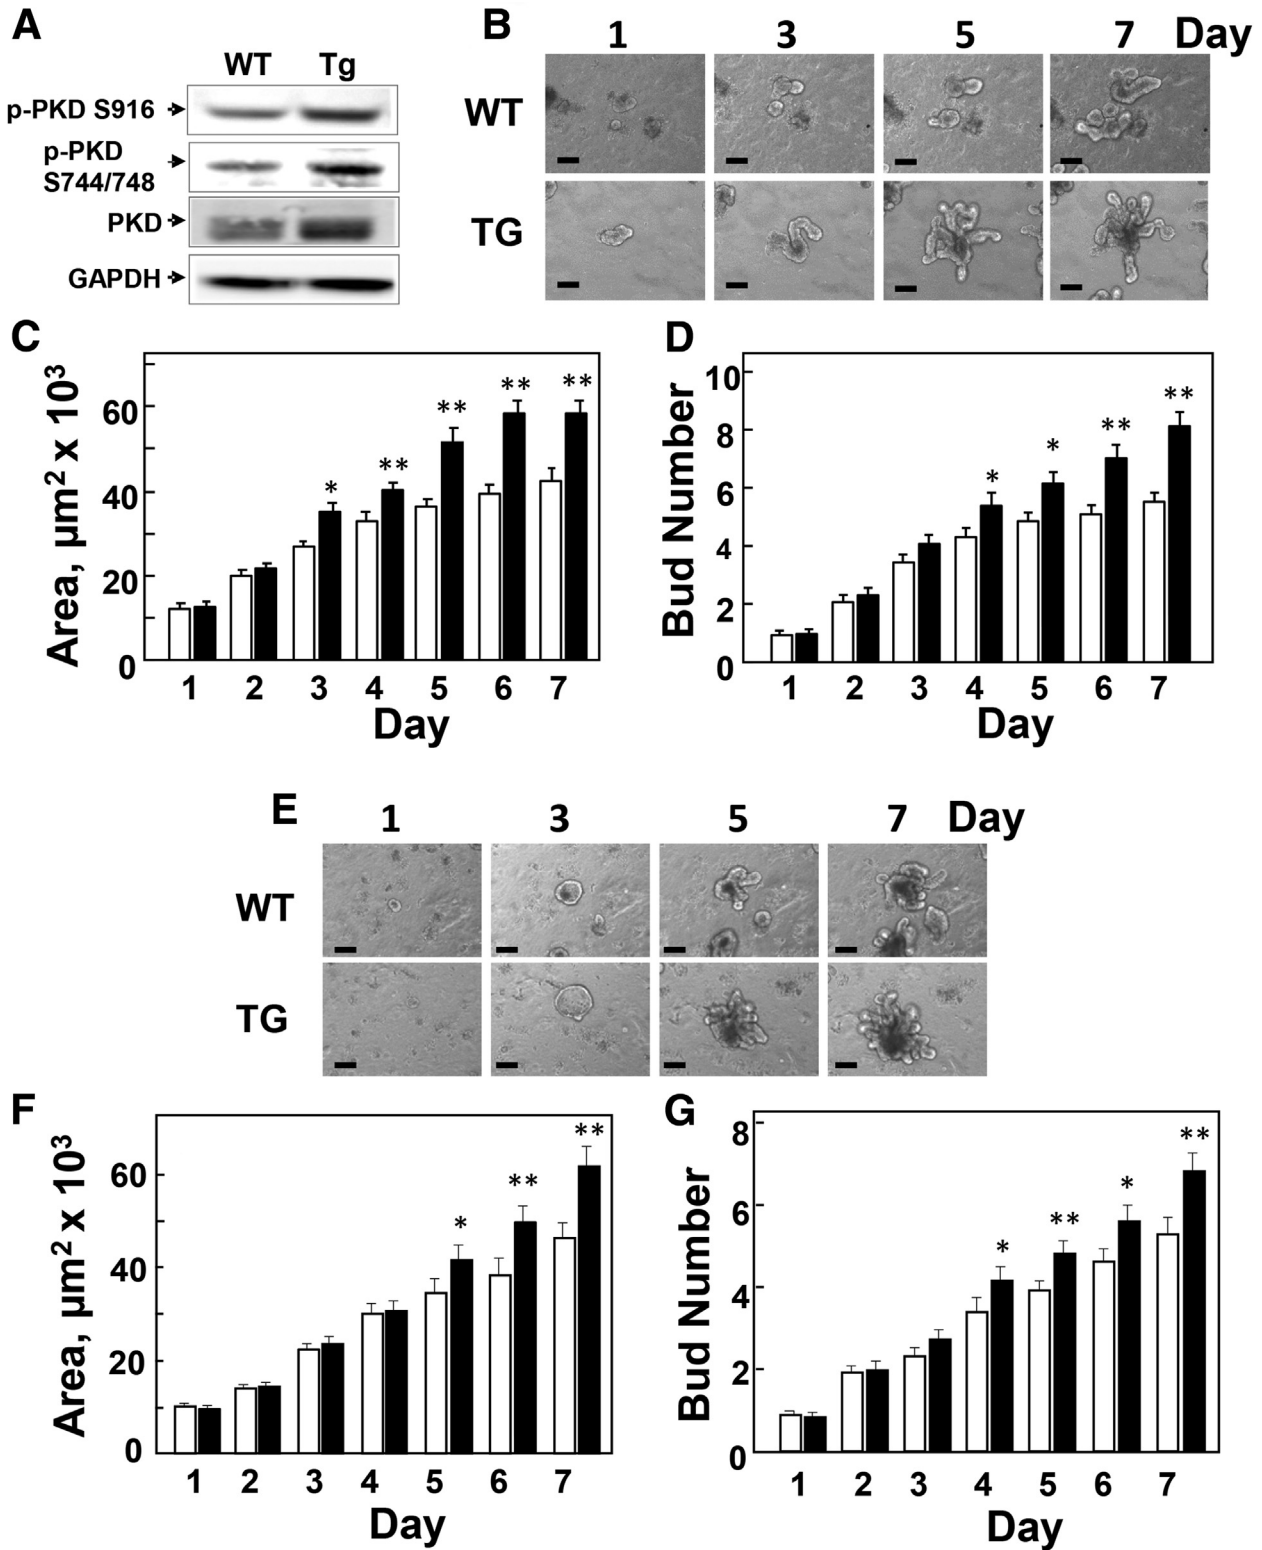 A
WT Tg
p-PKD S916
p-PKD
S744/748
PKD
GAPDH
B
1 3 5 7 Day
WT
TG
C
Area, µm² x 10³
60
40
20
0
* ** ** ** **
1 2 3 4 5 6 7
Day
D
Bud Number
10
8
6
4
2
0
* * ** **
1 2 3 4 5 6 7
Day
E
1 3 5 7 Day
WT
TG
F
Area, µm² x 10³
60
40
20
0
* ** **
1 2 3 4 5 6 7
Day
G
Bud Number
8
6
4
2
0
* ** * **
1 2 3 4 5 6 7
Day